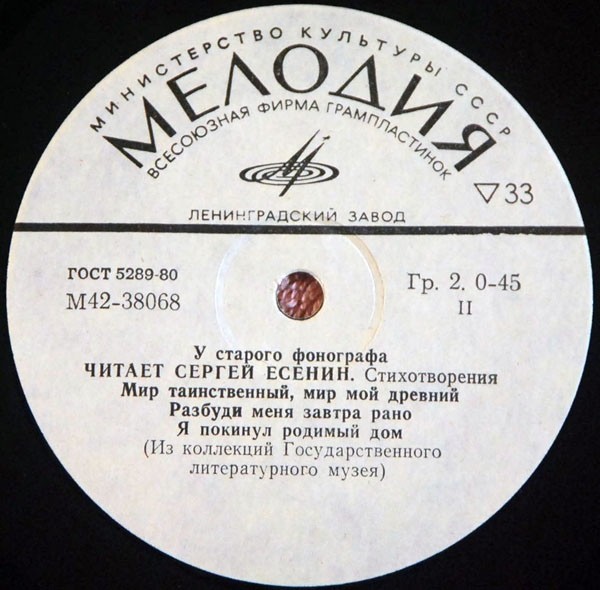 МИНИСТЕРСТВО КУЛЬТУРЫ СССР
МЕЛОДИЯ
ВСЕСОЮЗНАЯ ФИРМА ГРАМПЛАСТИНОК
▽33
ЛЕНИНГРАДСКИЙ ЗАВОД
ГОСТ 5289-80
М42-38068
Гр. 2. 0-45
II
У старого фонографа
ЧИТАЕТ СЕРГЕЙ ЕСЕНИН. Стихотворения
Мир таинственный, мир мой древний
Разбуди меня завтра рано
Я покинул родимый дом
(Из коллекций Государственного
литературного музея)